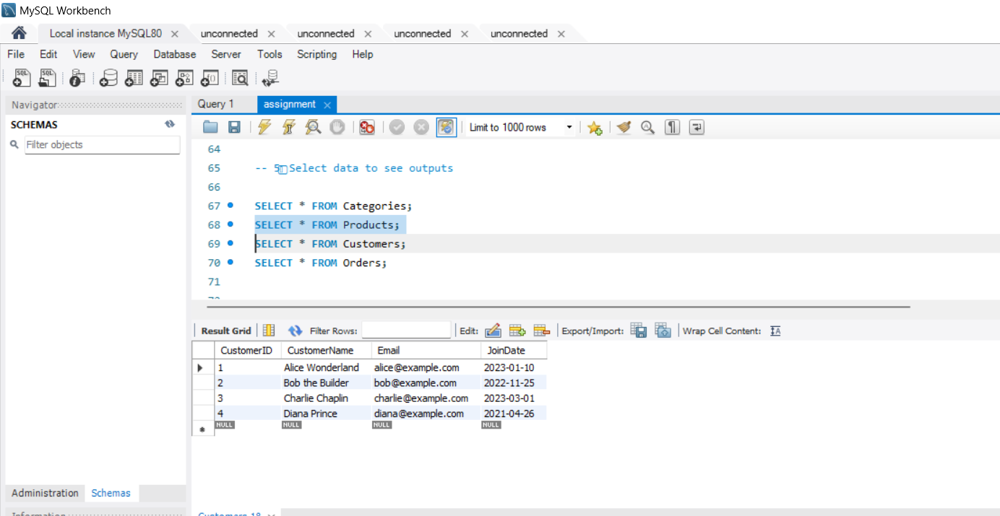 MySQL Workbench
Local instance MySQL80 unconnected unconnected unconnected unconnected
File Edit View Query Database Server Tools Scripting Help
Navigator
SCHEMAS
Filter objects
Query 1 assignment
Limit to 1000 rows
64
65 -- 5 Select data to see outputs
66
67 SELECT * FROM Categories;
68 SELECT * FROM Products;
69 SELECT * FROM Customers;
70 SELECT * FROM Orders;
71
Result Grid Filter Rows: Edit: Export/Import: Wrap Cell Content:
CustomerID CustomerName Email JoinDate
1 Alice Wonderland alice@example.com 2023-01-10
2 Bob the Builder bob@example.com 2022-11-25
3 Charlie Chaplin charlie@example.com 2023-03-01
4 Diana Prince diana@example.com 2021-04-26
NULL NULL NULL NULL
Administration Schemas
Information
Customers 18